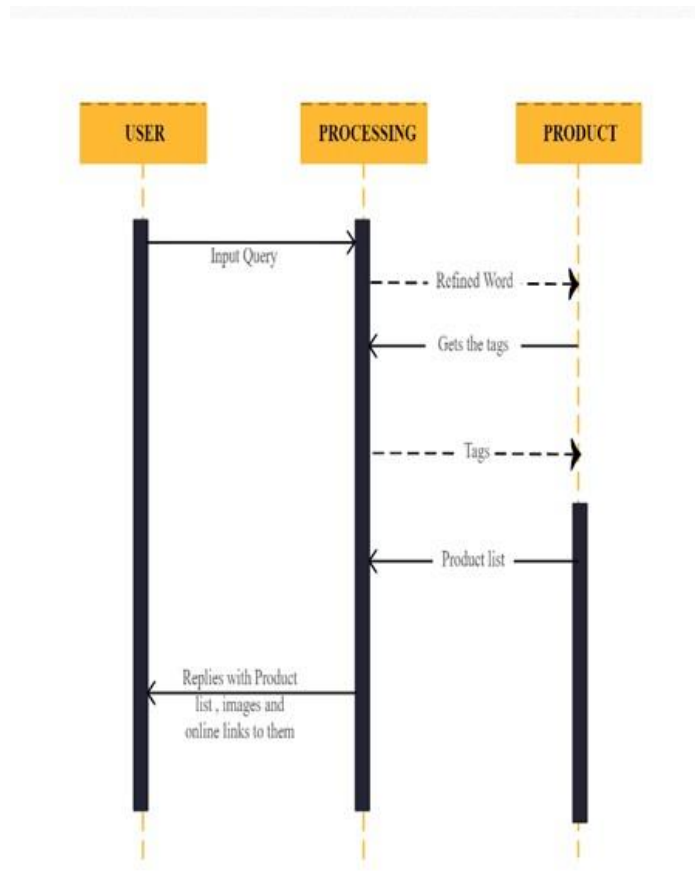 USER
PROCESSING
PRODUCT
Input Query
Refined Word
Gets the tags
Tags
Product list
Replies with Product
list , images and
online links to them